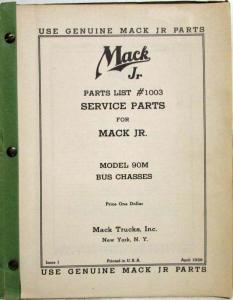 USE GENUINE MACK JR PARTS
Mack
Jr
PARTS LIST #1003
SERVICE PARTS
FOR
MACK JR.
MODEL 90M
BUS CHASSES
Price One Dollar
Mack Trucks, Inc.
New York, N. Y.
Issue 1 Printed in U.S.A. April 1936
USE GENUINE MACK JR PARTS